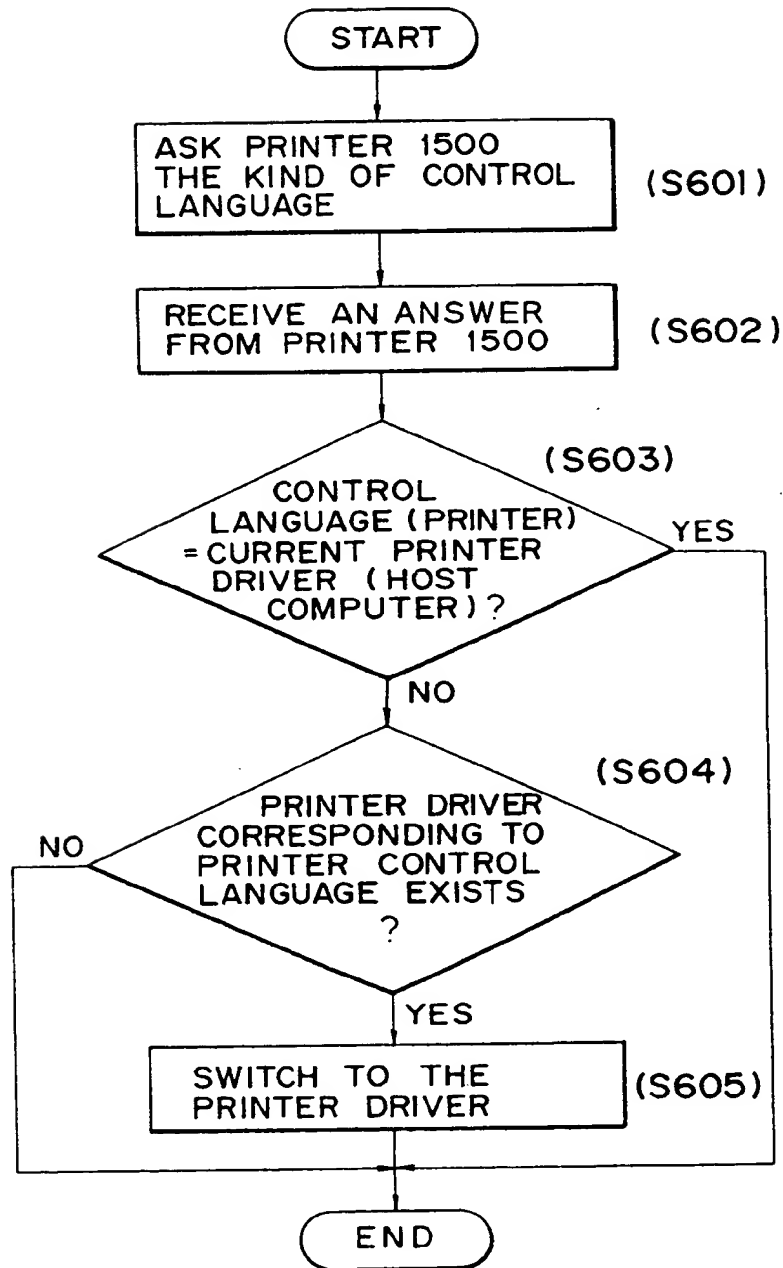 START
ASK PRINTER 1500
THE KIND OF CONTROL
LANGUAGE
(S601)
RECEIVE AN ANSWER
FROM PRINTER 1500
(S602)
(S603)
CONTROL
LANGUAGE (PRINTER)
= CURRENT PRINTER
DRIVER (HOST
COMPUTER)?
YES
NO
(S604)
PRINTER DRIVER
CORRESPONDING TO
PRINTER CONTROL
LANGUAGE EXISTS
?
NO
YES
SWITCH TO THE
PRINTER DRIVER
(S605)
END